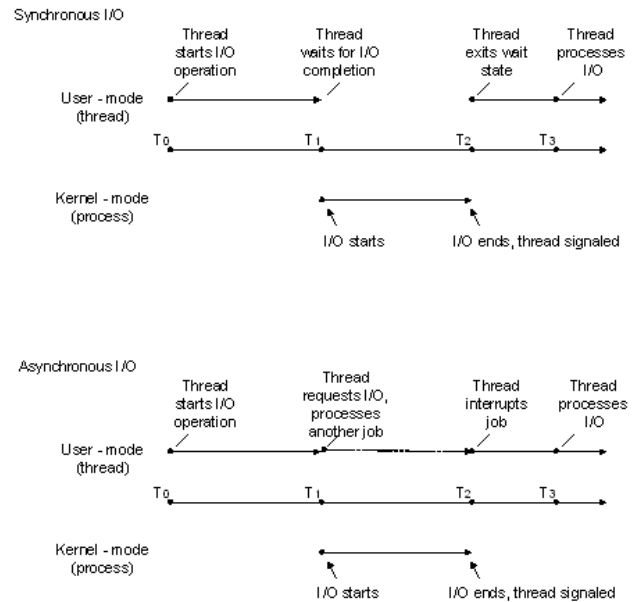 Synchronous I/O
Thread
starts I/O
operation
Thread
waits for I/O
completion
Thread
exits wait
state
Thread
processes
I/O
User - mode
(thread)
T0
T1
T2
T3
Kernel - mode
(process)
I/O starts
I/O ends, thread signaled
Asynchronous I/O
Thread
starts I/O
operation
Thread
requests I/O,
processes
another job
Thread
interrupts
job
Thread
processes
I/O
User - mode
(thread)
T0
T1
T2
T3
Kernel - mode
(process)
I/O starts
I/O ends, thread signaled